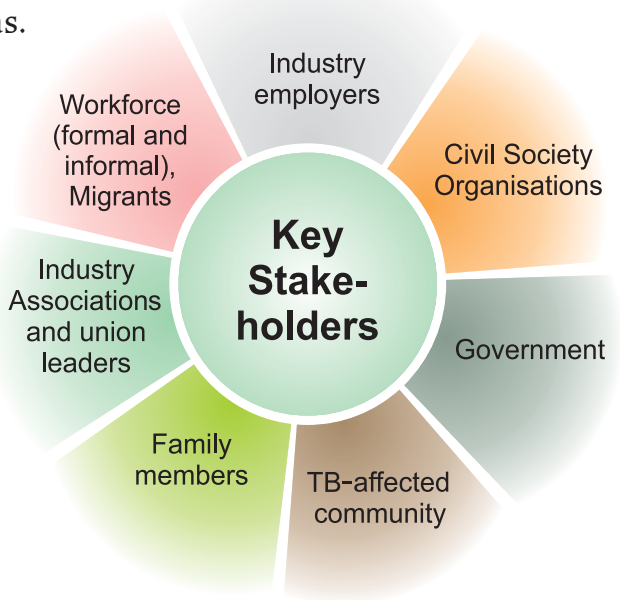 as.
Industry
employers
Civil Society
Organisations
Government
TB-affected
community
Family
members
Industry
Associations
and union
leaders
Workforce
(formal and
informal),
Migrants
Key
Stake-
holders